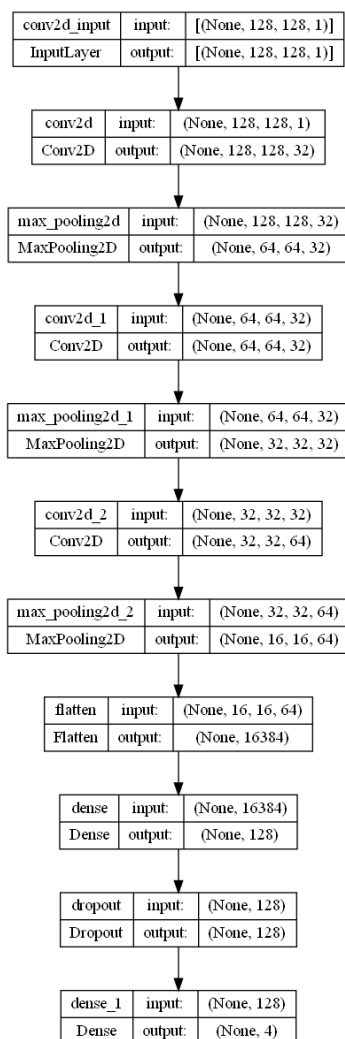 conv2d_input input: [(None, 128, 128, 1)]
InputLayer output: [(None, 128, 128, 1)]
conv2d input: (None, 128, 128, 1)
Conv2D output: (None, 128, 128, 32)
max_pooling2d input: (None, 128, 128, 32)
MaxPooling2D output: (None, 64, 64, 32)
conv2d_1 input: (None, 64, 64, 32)
Conv2D output: (None, 64, 64, 32)
max_pooling2d_1 input: (None, 64, 64, 32)
MaxPooling2D output: (None, 32, 32, 32)
conv2d_2 input: (None, 32, 32, 32)
Conv2D output: (None, 32, 32, 64)
max_pooling2d_2 input: (None, 32, 32, 64)
MaxPooling2D output: (None, 16, 16, 64)
flatten input: (None, 16, 16, 64)
Flatten output: (None, 16384)
dense input: (None, 16384)
Dense output: (None, 128)
dropout input: (None, 128)
Dropout output: (None, 128)
dense_1 input: (None, 128)
Dense output: (None, 4)